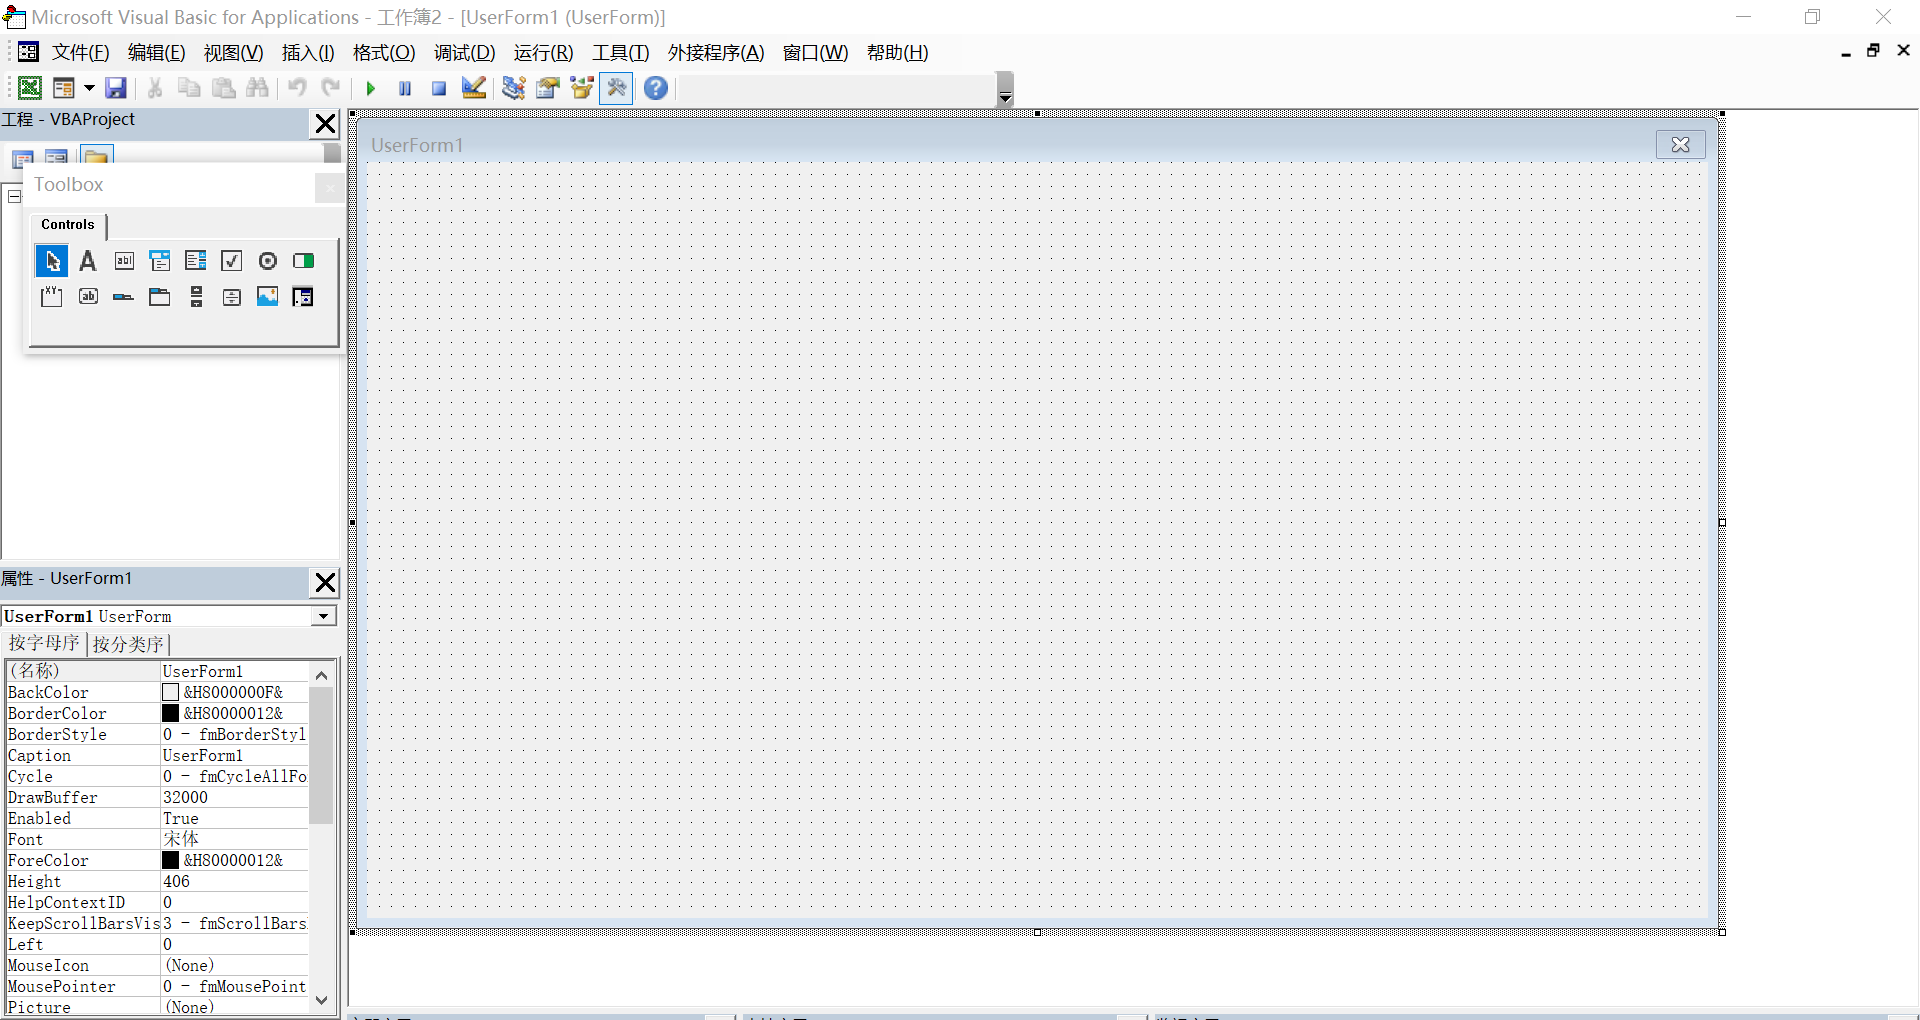 Microsoft Visual Basic for Applications - 工作簿2 - [UserForm1 (UserForm)]
文件(F) 编辑(E) 视图(V) 插入(I) 格式(O) 调试(D) 运行(R) 工具(T) 外接程序(A) 窗口(W) 帮助(H)
工程 - VBAProject
Toolbox
Controls
UserForm1
属性 - UserForm1
UserForm1 UserForm
按字母序 按分类序
(名称) UserForm1
BackColor &H8000000F&
BorderColor &H80000012&
BorderStyle 0 - fmBorderStyl
Caption UserForm1
Cycle 0 - fmCycleAllFo
DrawBuffer 32000
Enabled True
Font 宋体
ForeColor &H80000012&
Height 406
HelpContextID 0
KeepScrollBarsVis 3 - fmScrollBars
Left 0
MouseIcon (None)
MousePointer 0 - fmMousePoint
Picture (None)